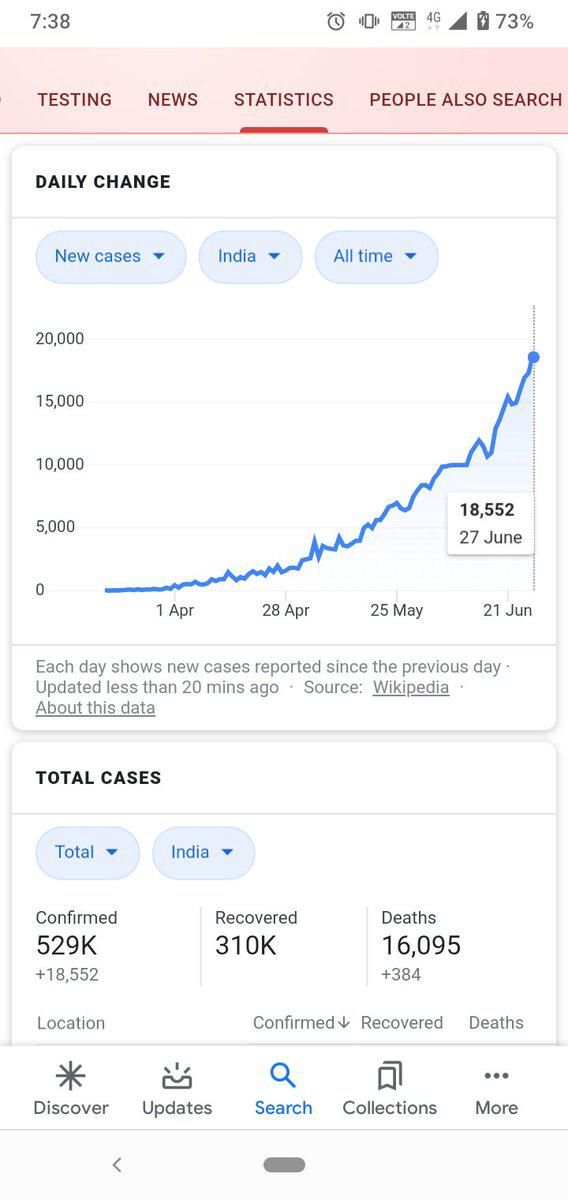 7:38 VOLTE 2 4G 73%
TESTING NEWS STATISTICS PEOPLE ALSO SEARCH
DAILY CHANGE
New cases India All time
20,000
15,000
10,000
5,000
0
18,552
27 June
1 Apr 28 Apr 25 May 21 Jun
Each day shows new cases reported since the previous day ·
Updated less than 20 mins ago · Source: Wikipedia ·
About this data
TOTAL CASES
Total India
Confirmed Recovered Deaths
529K 310K 16,095
+18,552 +384
Location Confirmed↓ Recovered Deaths
Discover Updates Search Collections More